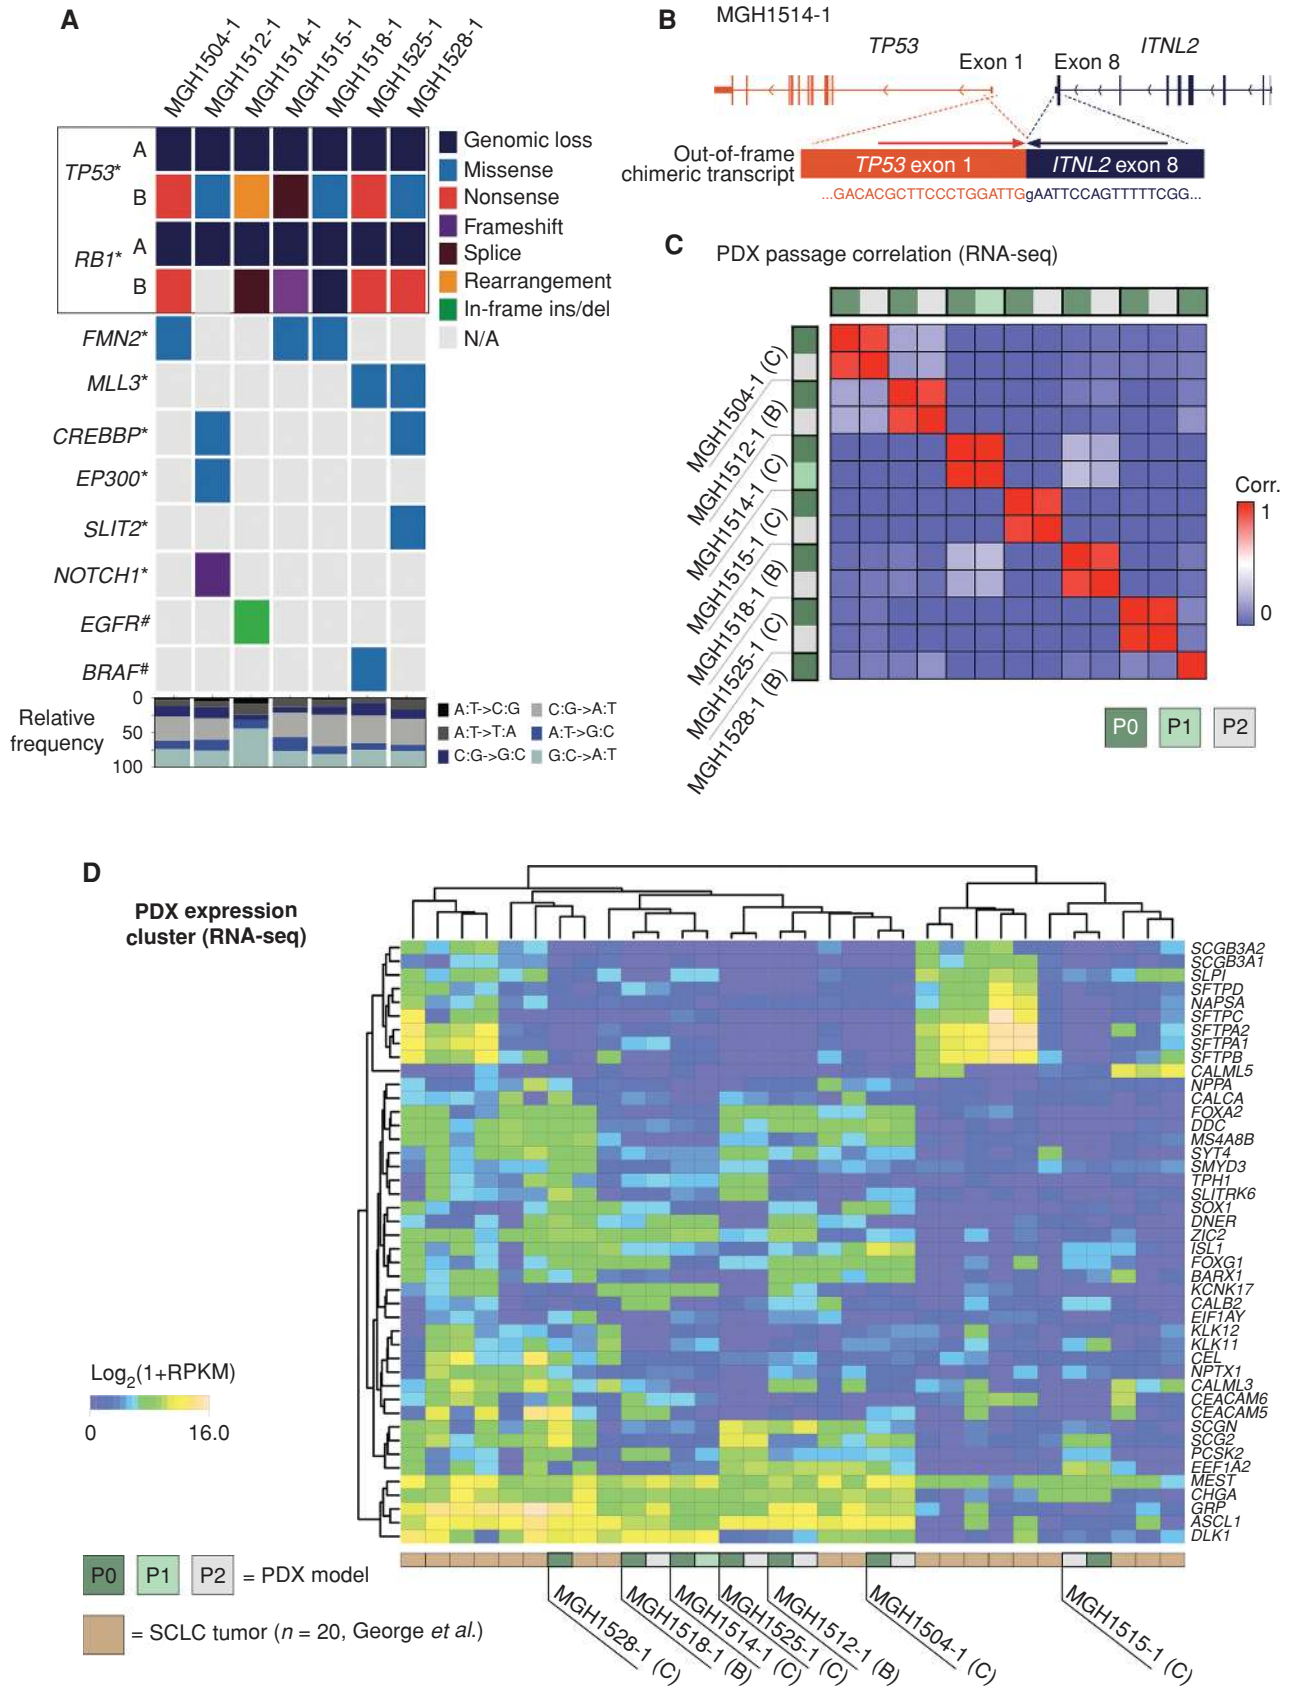 A
MGH1504-1
MGH1512-1
MGH1514-1
MGH1515-1
MGH1518-1
MGH1525-1
MGH1528-1
TP53*
A
B
RB1*
A
B
FMN2*
MLL3*
CREBBP*
EP300*
SLIT2*
NOTCH1*
EGFR#
BRAF#
Genomic loss
Missense
Nonsense
Frameshift
Splice
Rearrangement
In-frame ins/del
N/A
Relative
frequency
0
50
100
A:T->C:G
C:G->A:T
A:T->T:A
A:T->G:C
C:G->G:C
G:C->A:T
B
MGH1514-1
TP53
ITNL2
Exon 1
Exon 8
Out-of-frame
chimeric transcript
TP53 exon 1
ITNL2 exon 8
...GACACGCTTCCCTGGATTGgAATTCCAGTTTTTCGG...
C
PDX passage correlation (RNA-seq)
MGH1504-1 (C)
MGH1512-1 (B)
MGH1514-1 (C)
MGH1515-1 (C)
MGH1518-1 (B)
MGH1525-1 (C)
MGH1528-1 (B)
Corr.
1
0
P0
P1
P2
D
PDX expression
cluster (RNA-seq)
SCGB3A2
SCGB3A1
SLPI
SFTPD
NAPSA
SFTPC
SFTPA2
SFTPA1
SFTPB
CALML5
NPPA
CALCA
FOXA2
DDC
MS4A8B
SYT4
SMYD3
TPH1
SLITRK6
SOX1
DNER
ZIC2
ISL1
FOXG1
BARX1
KCNK17
CALB2
EIF1AY
KLK12
KLK11
CEL
NPTX1
CALML3
CEACAM6
CEACAM5
SCGN
SCG2
PCSK2
EEF1A2
MEST
CHGA
GRP
ASCL1
DLK1
Log2(1+RPKM)
0
16.0
P0
P1
P2
= PDX model
= SCLC tumor (n = 20, George et al.)
MGH1528-1 (C)
MGH1518-1 (B)
MGH1514-1 (C)
MGH1525-1 (C)
MGH1512-1 (B)
MGH1504-1 (C)
MGH1515-1 (C)